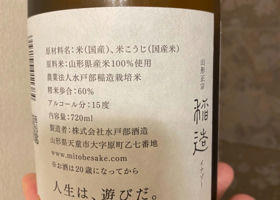 原材料名：米（国産）、米こうじ（国産米）
原料米：山形県産米100％使用
農業法人水戸部稲造栽培米
精米歩合：60％
アルコール分：15度
内容量：720ml
製造者：株式会社水戸部酒造
山形県天童市大字原町乙七番地
www.mitobesake.com
※お酒は20歳になってから
人生は、遊びだ。
山形正宗
稲造
イナゾー